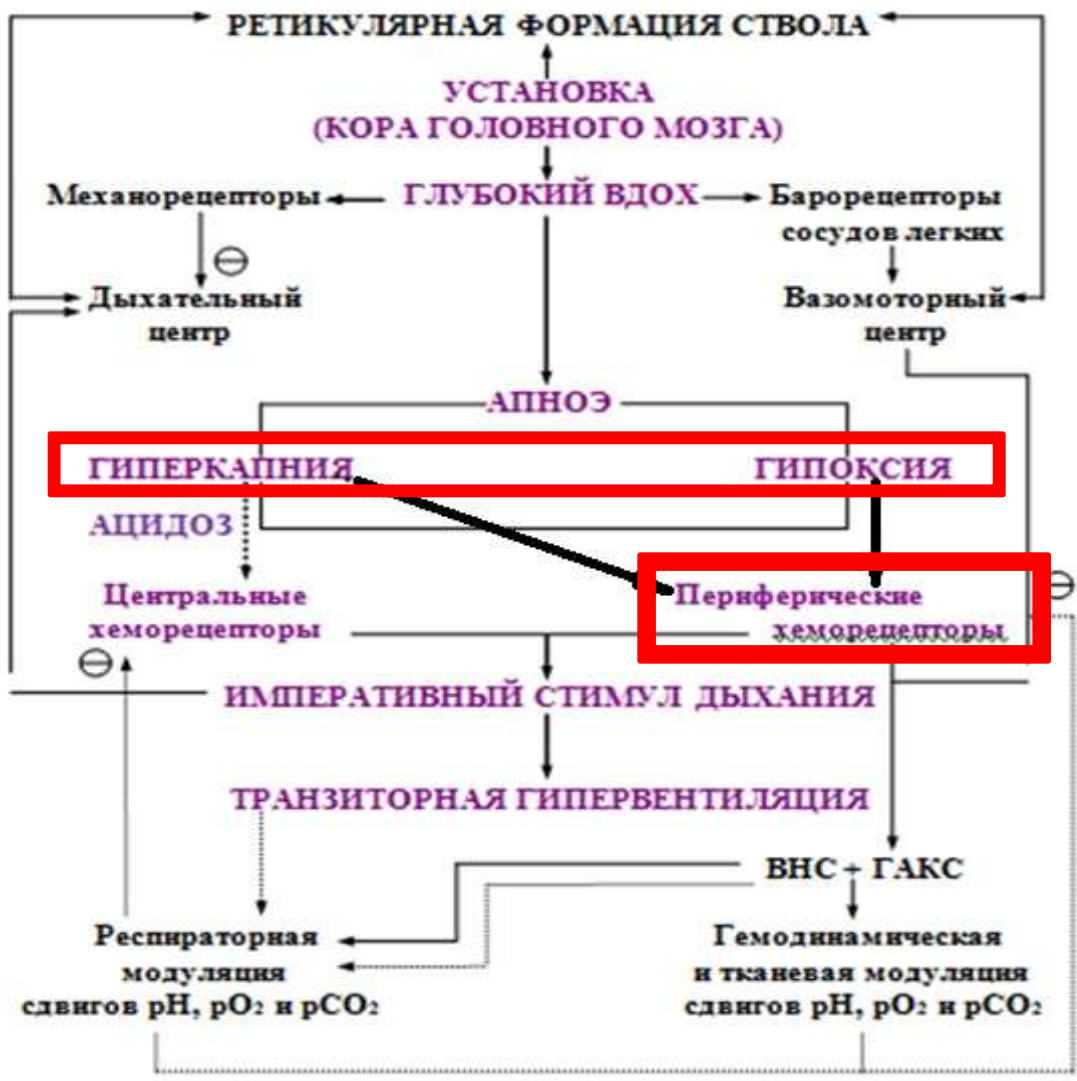 РЕТИКУЛЯРНАЯ ФОРМАЦИЯ СТВОЛА
УСТАНОВКА
(КОРА ГОЛОВНОГО МОЗГА)
Механорецепторы
ГЛУБОКИЙ ВДОХ
Барорецепторы
сосудов легких
Дыхательный
центр
Вазомоторный
центр
АПНОЭ
ГИПЕРКАПНИЯ
ГИПОКСИЯ
АЦИДОЗ
Центральные
хеморецепторы
Периферические
хеморецепторы
ИМПЕРАТИВНЫЙ СТИМУЛ ДЫХАНИЯ
ТРАНЗИТОРНАЯ ГИПЕРВЕНТИЛЯЦИЯ
ВНС + ГАКС
Респираторная
модуляция
сдвигов pH, pO₂ и pCO₂
Гемодинамическая
и тканевая модуляция
сдвигов pH, pO₂ и pCO₂